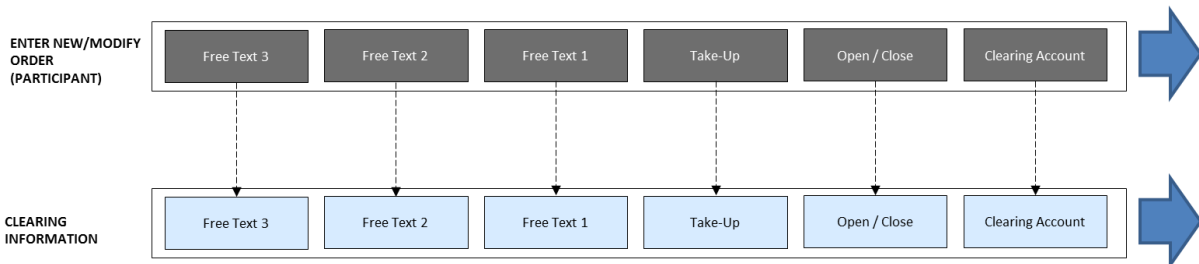 ENTER NEW/MODIFY
ORDER
(PARTICIPANT)
Free Text 3
Free Text 2
Free Text 1
Take-Up
Open / Close
Clearing Account
CLEARING
INFORMATION
Free Text 3
Free Text 2
Free Text 1
Take-Up
Open / Close
Clearing Account